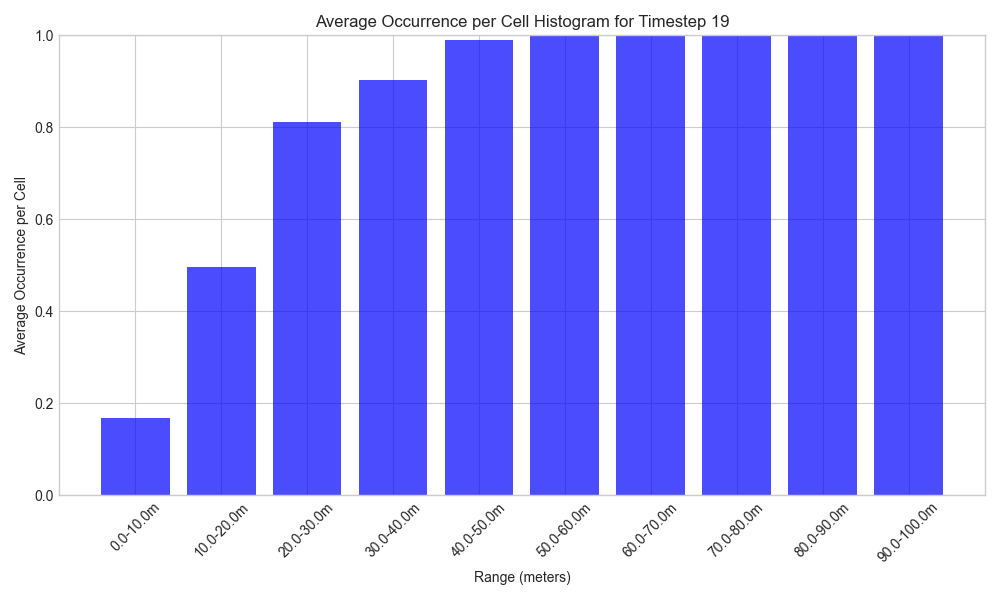 Average Occurrence per Cell Histogram for Timestep 19
1.0
0.8
0.6
0.4
0.2
0.0
Average Occurrence per Cell
0.0-10.0m
10.0-20.0m
20.0-30.0m
30.0-40.0m
40.0-50.0m
50.0-60.0m
60.0-70.0m
70.0-80.0m
80.0-90.0m
90.0-100.0m
Range (meters)